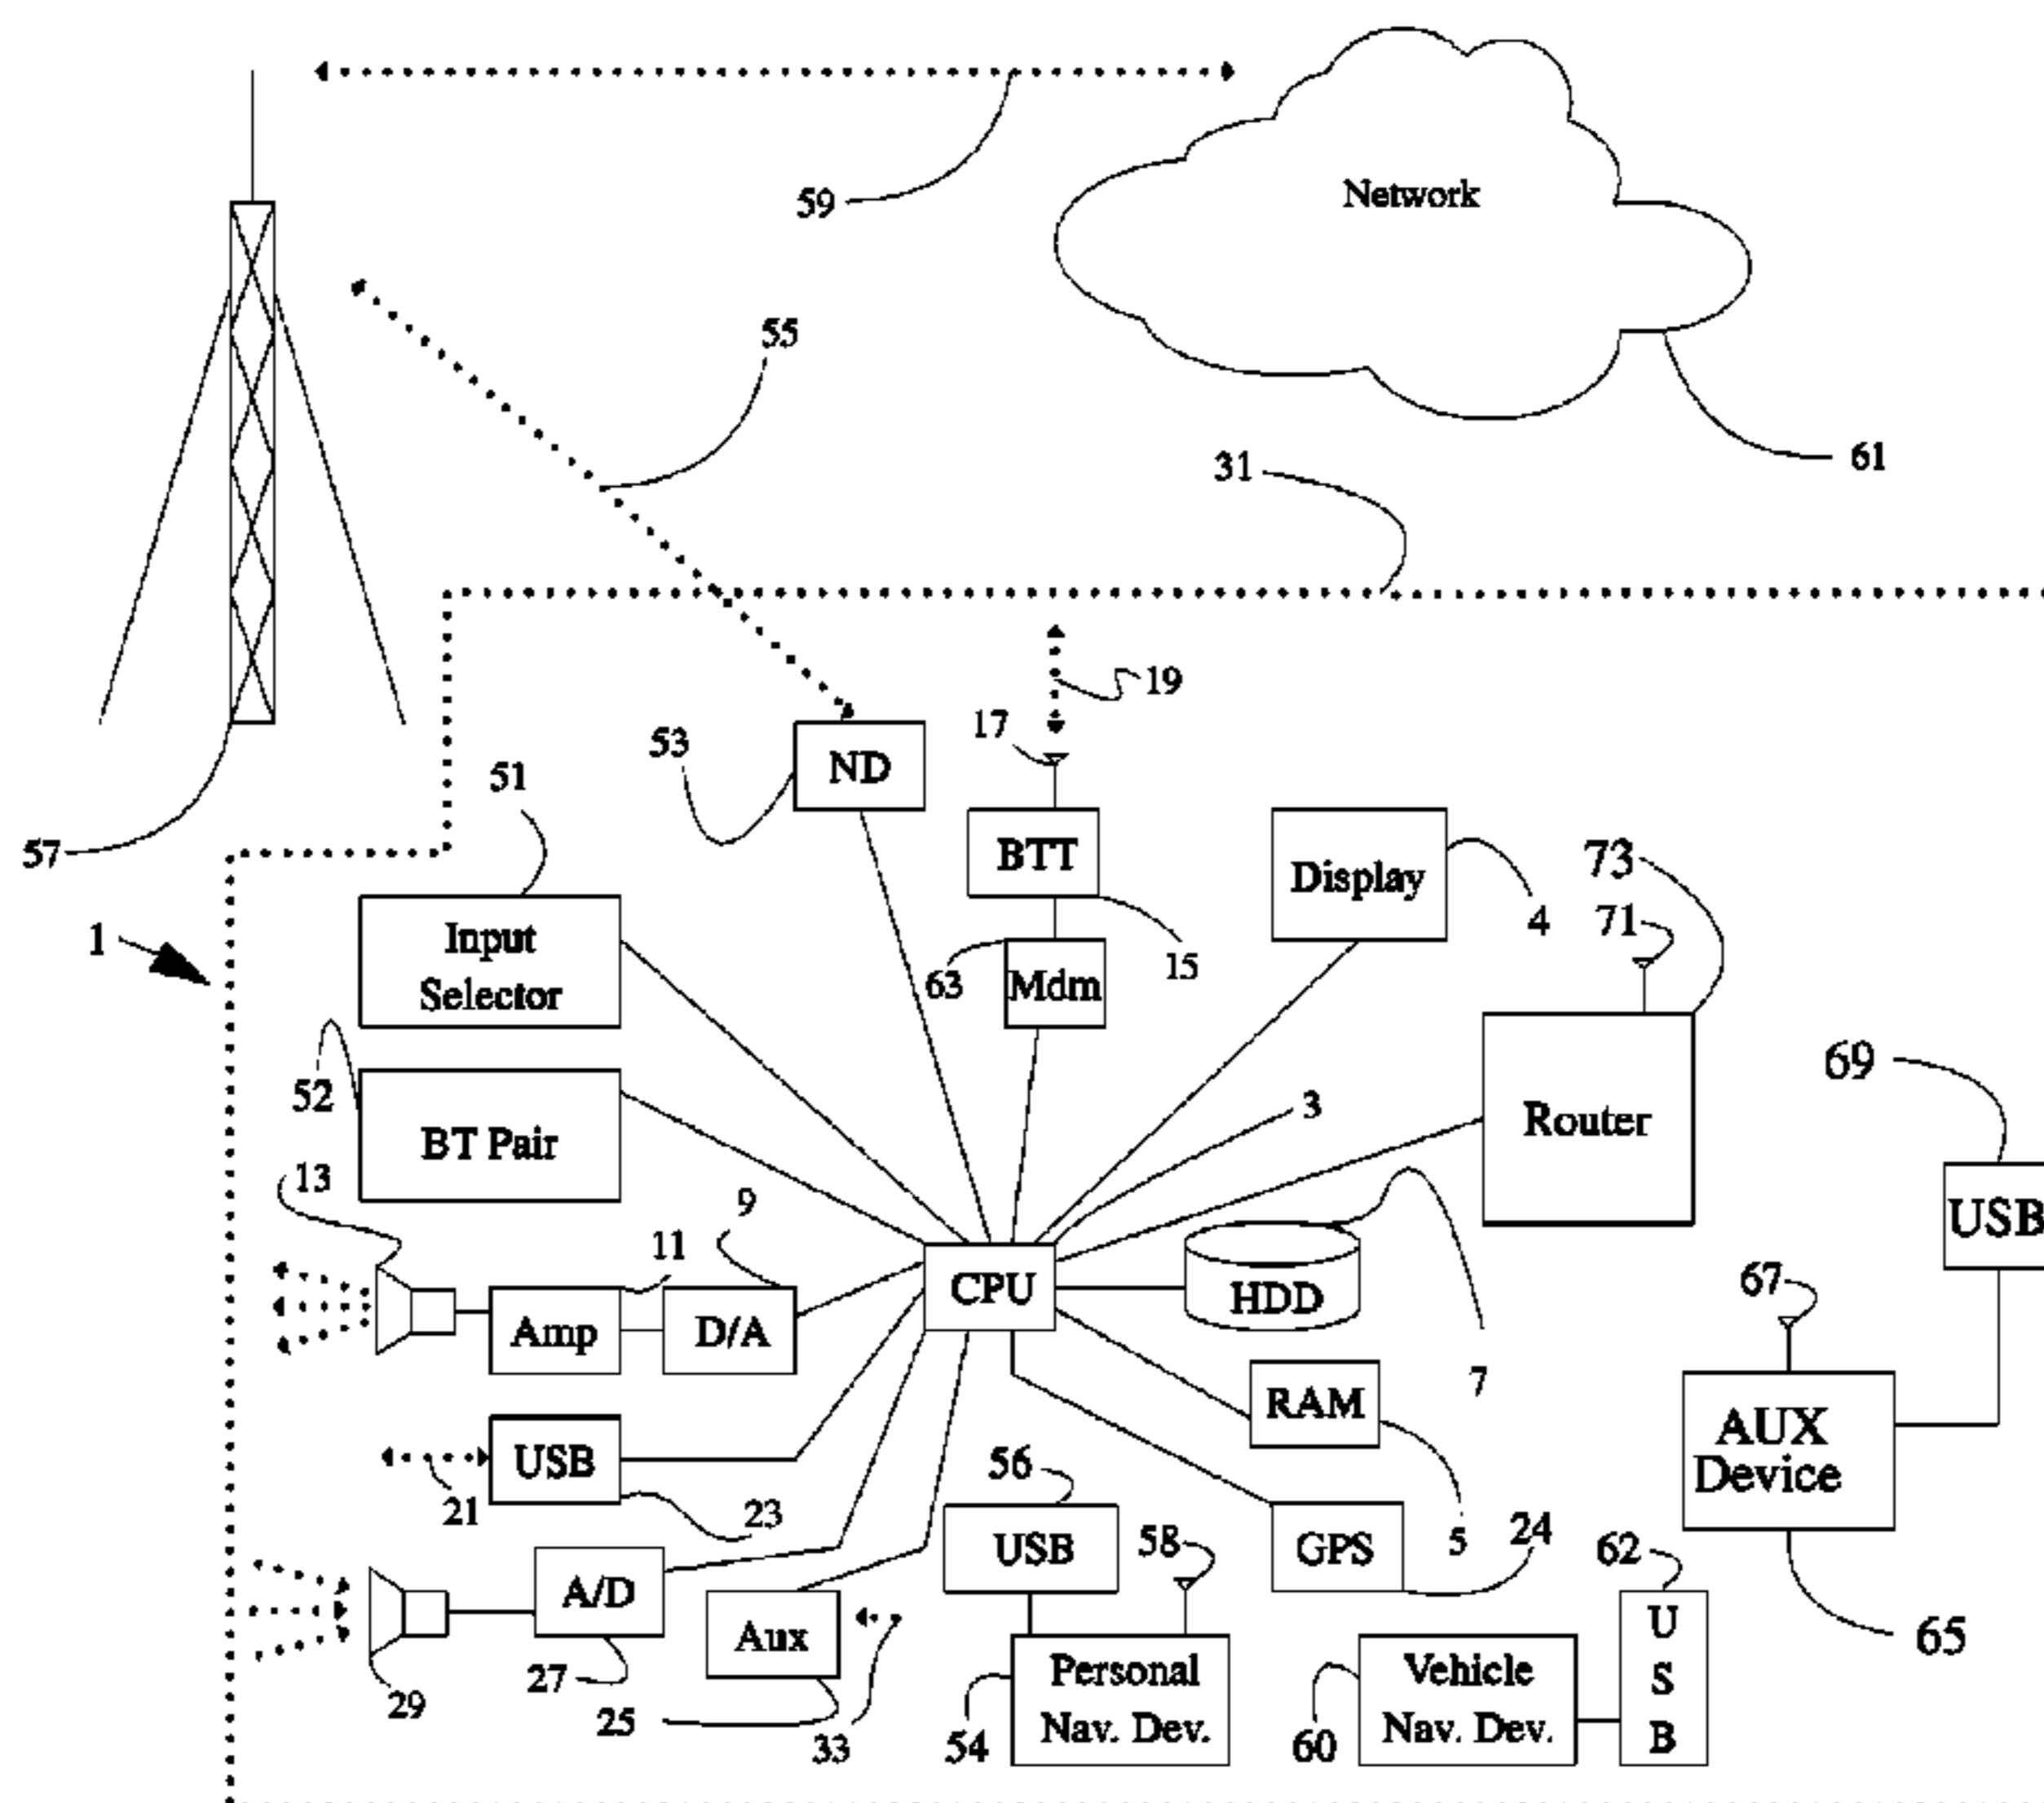 59
Network
55
31
61
19
17
53
ND
51
57
BTT
Display
73
1
Input
Selector
63
Mdm
15
4
71
52
BT Pair
3
Router
69
13
9
11
USB
CPU
HDD
67
Amp
D/A
7
RAM
AUX
Device
USB
21
23
56
USB
58
GPS
5
24
62
A/D
Aux
U
S
B
65
29
27
25
33
54
Personal
Nav. Dev.
60
Vehicle
Nav. Dev.